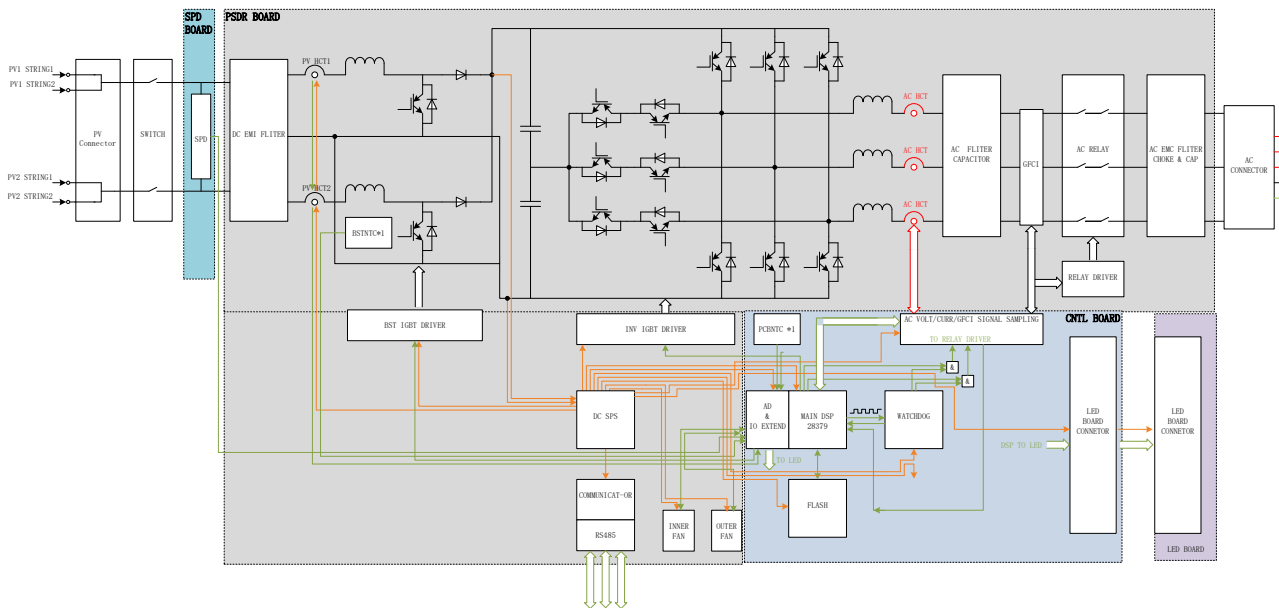 SPD
BOARD
PSDR BOARD
PV1 STRING1
PV1 STRING2
PV2 STRING1
PV2 STRING2
PV
Connector
SWITCH
SPD
DC EMI FLITER
PV HCT1
PV HCT2
BSTNTC*1
AC HCT
AC HCT
AC HCT
AC FLITER
CAPACITOR
GFCI
AC RELAY
AC EMC FLITER
CHOKE & CAP
AC
CONNECTOR
RELAY DRIVER
BST IGBT DRIVER
INV IGBT DRIVER
PCBNTC *1
AC VOLT/CURR/GFCI SIGNAL SAMPLING
TO RELAY DRIVER
CNTL BOARD
&
&
DC SPS
AD
&
IO EXTEND
MAIN DSP
28379
WATCHDOG
LED
BOARD
CONNETOR
LED
BOARD
CONNETOR
DSP TO LED
TO LED
COMMUNICAT-OR
RS485
INNER
FAN
OUTER
FAN
FLASH
LED BOARD